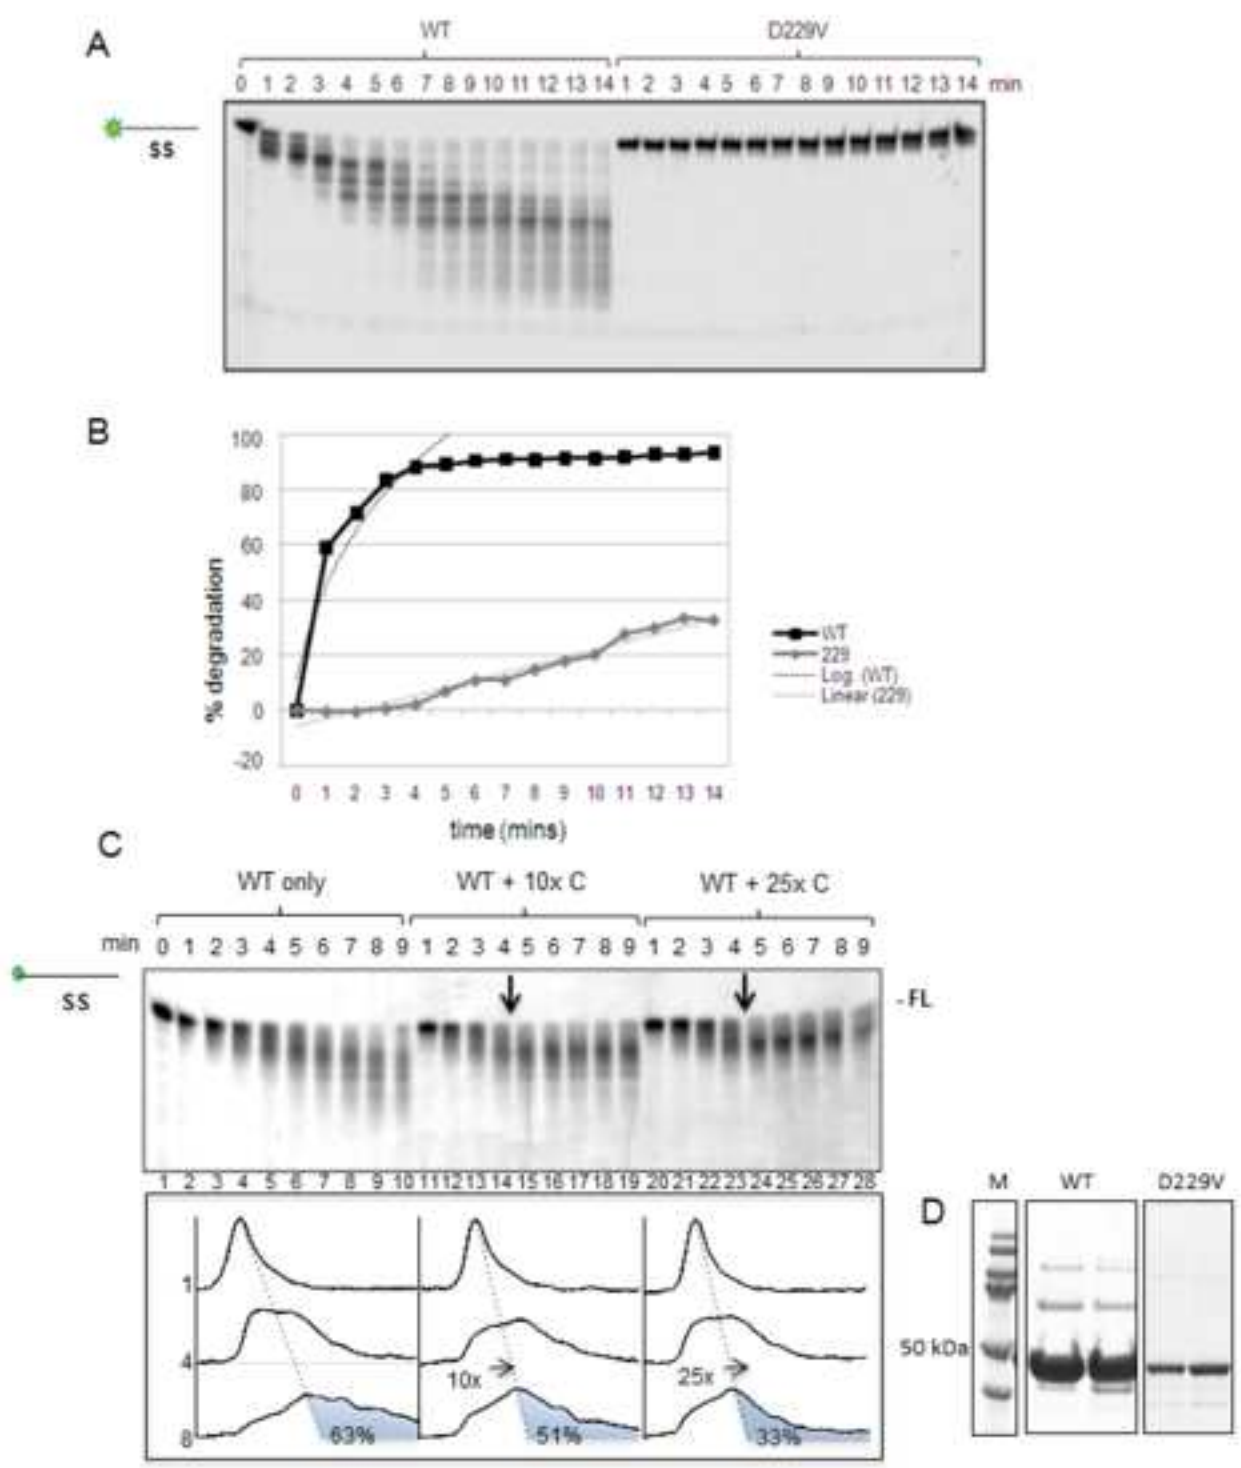 A
WT D229V
0 1 2 3 4 5 6 7 8 9 10 11 12 13 14 1 2 3 4 5 6 7 8 9 10 11 12 13 14 min
ss
B
100
80
60
40
20
0
-20
% degradation
WT
229
Log. (WT)
Linear (229)
0 1 2 3 4 5 6 7 8 9 10 11 12 13 14
time (mins)
C
WT only WT + 10x C WT + 25x C
min 0 1 2 3 4 5 6 7 8 9 1 2 3 4 5 6 7 8 9 1 2 3 4 5 6 7 8 9
ss
- FL
1 2 3 4 5 6 7 8 9 10 11 12 13 14 15 16 17 18 19 20 21 22 23 24 25 26 27 28
1
4
8
10x
25x
63% 51% 33%
D
M WT D229V
50 kDa